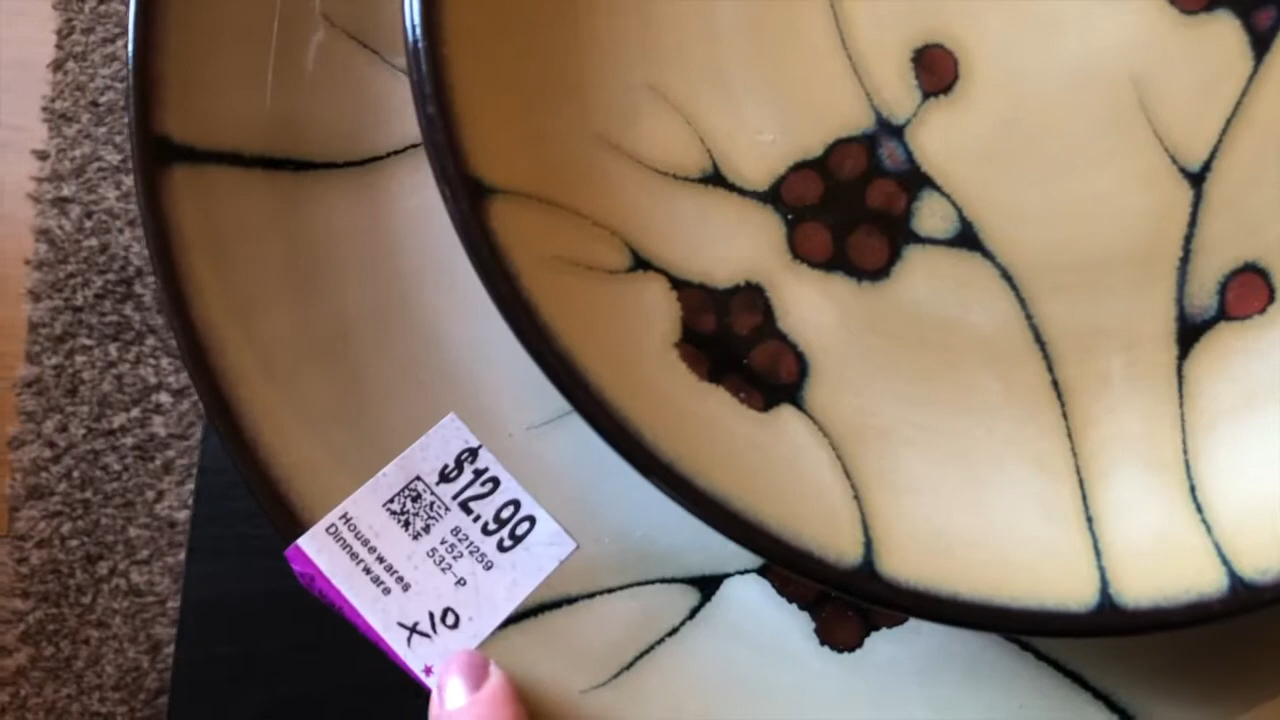 $12.99
821259
v52
532-P
Housewares
Dinnerware
x10